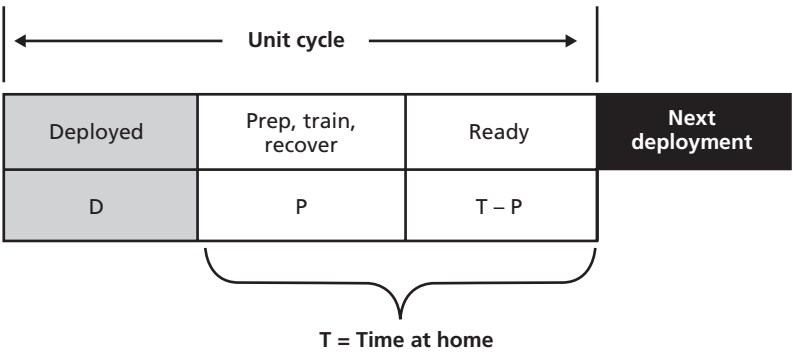 Unit cycle
Deployed
Prep, train,
recover
Ready
Next
deployment
D
P
T – P
T = Time at home